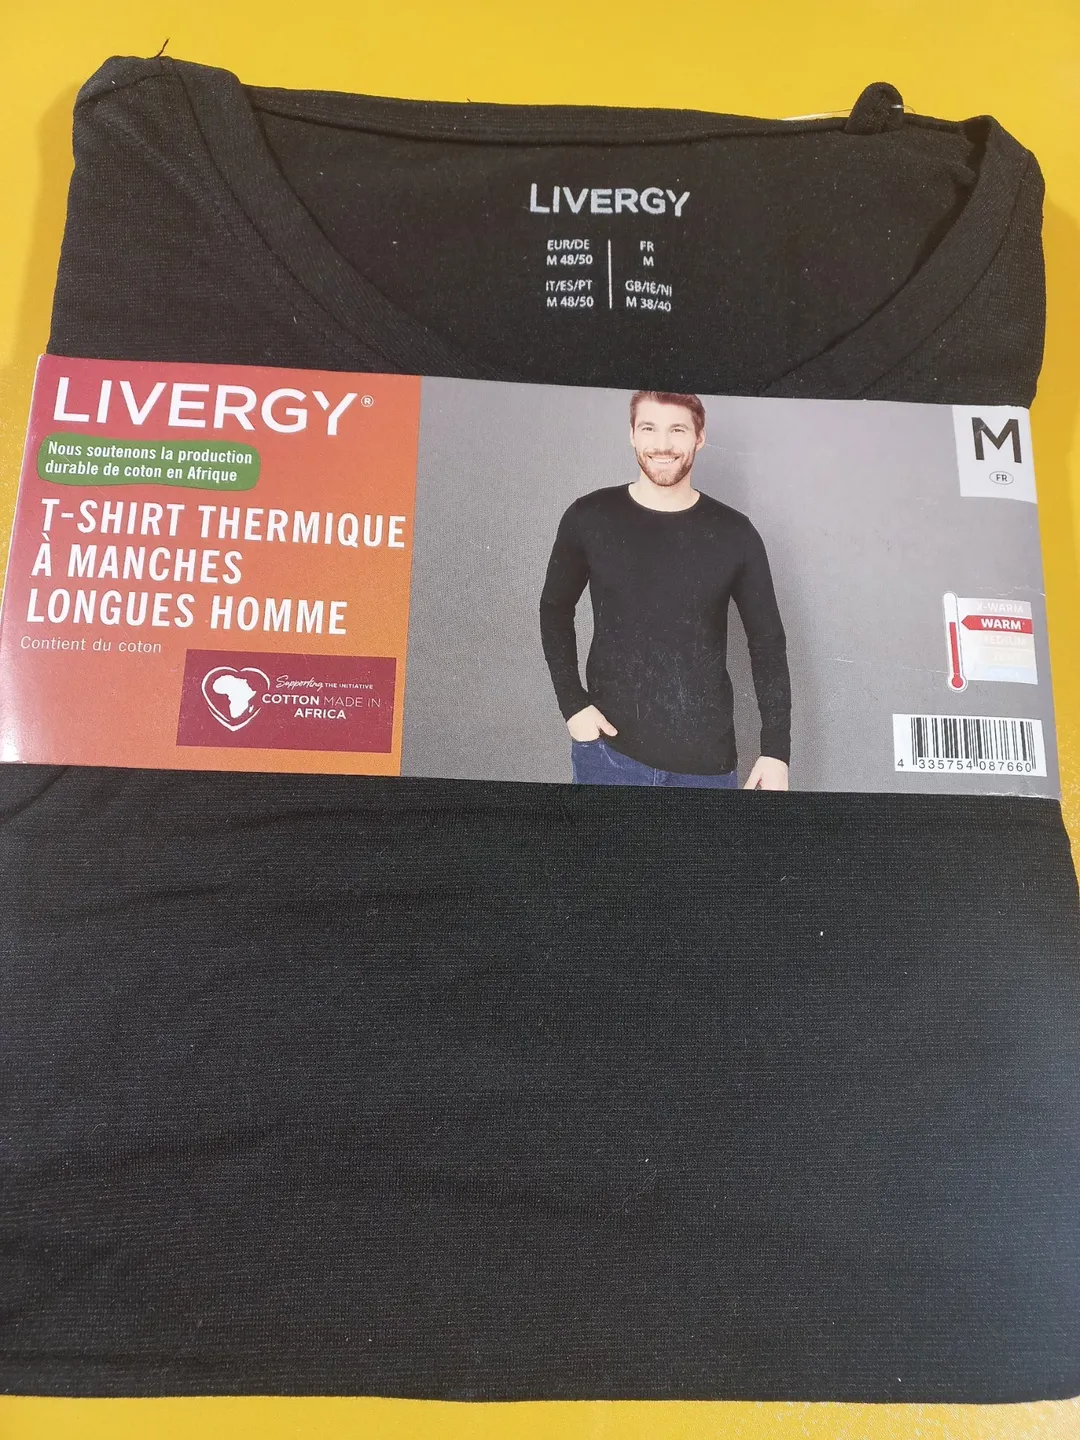 LIVERGY
EUR/DE
M 48/50
FR
M
IT/ES/PT
M 48/50
GB/IE/NI
M 38/40
LIVERGY®
Nous soutenons la production
durable de coton en Afrique
T-SHIRT THERMIQUE
À MANCHES
LONGUES HOMME
Contient du coton
Supporting THE INITIATIVE
COTTON MADE IN
AFRICA
M
FR
X-WARM
WARM
MEDIUM
4 335754 087660